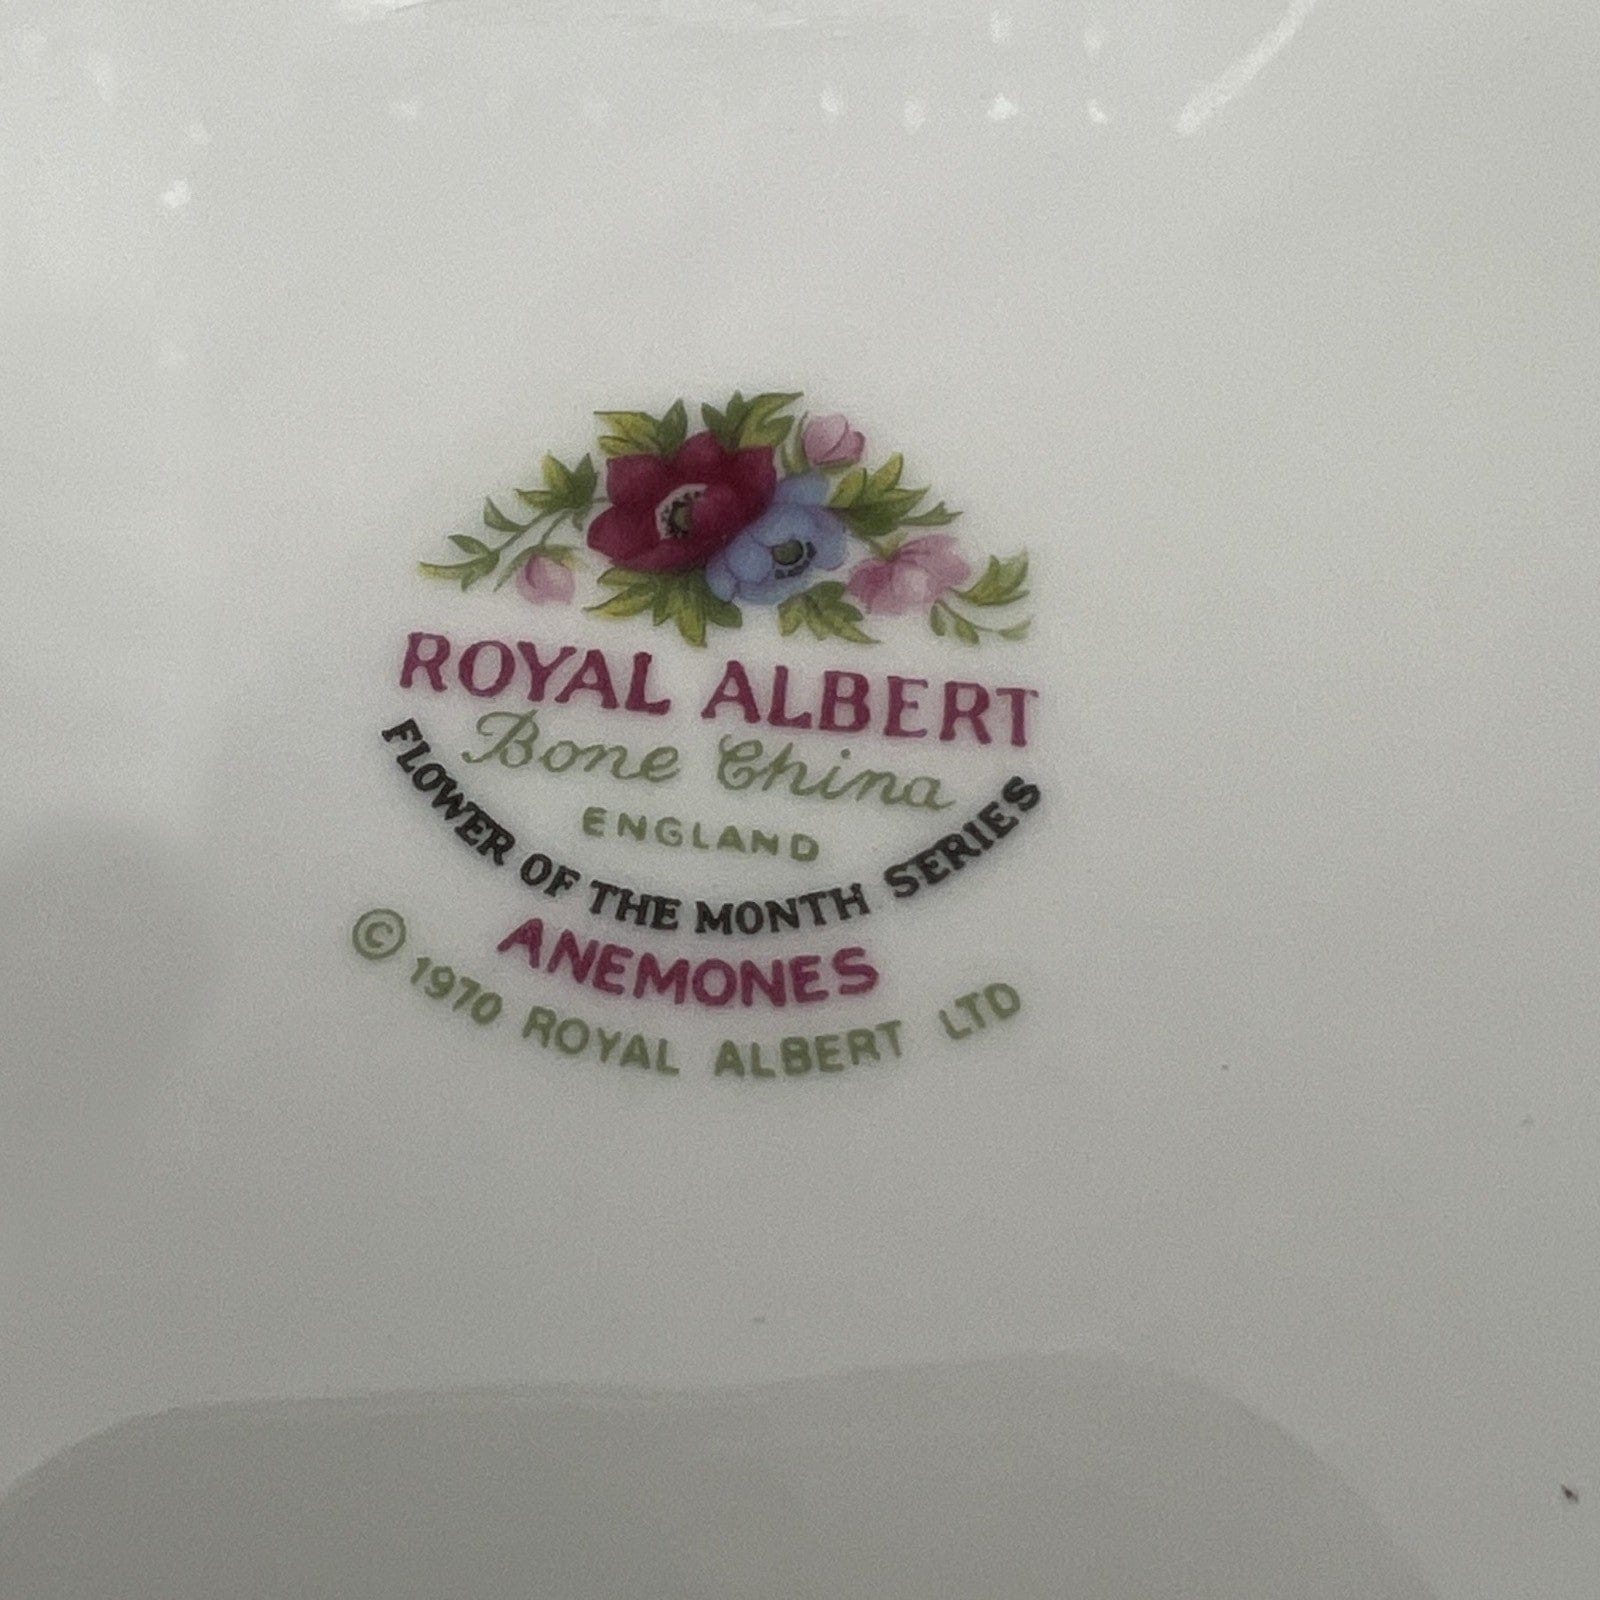 ROYAL ALBERT
Bone China
ENGLAND
FLOWER OF THE MONTH SERIES
ANEMONES
© 1970 ROYAL ALBERT LTD